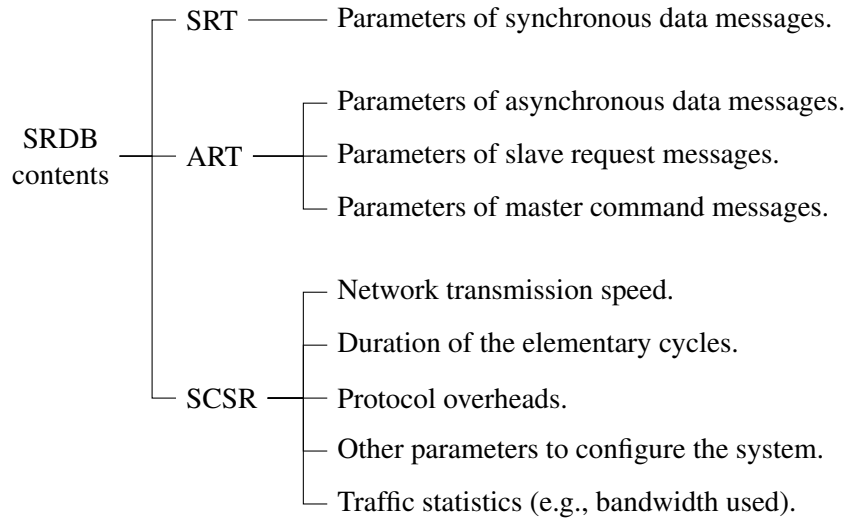 SRT
Parameters of synchronous data messages.
SRDB
contents
ART
Parameters of asynchronous data messages.
Parameters of slave request messages.
Parameters of master command messages.
SCSR
Network transmission speed.
Duration of the elementary cycles.
Protocol overheads.
Other parameters to configure the system.
Traffic statistics (e.g., bandwidth used).